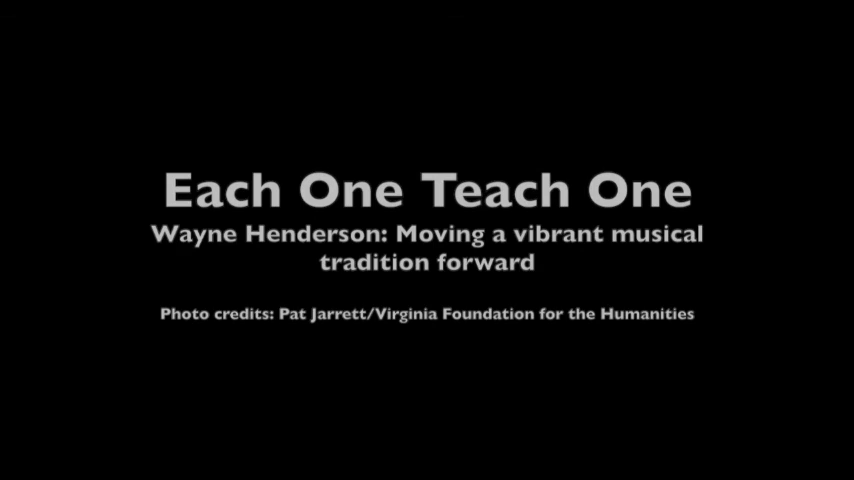 Each One Teach One
Wayne Henderson: Moving a vibrant musical
tradition forward
Photo credits: Pat Jarrett/Virginia Foundation for the Humanities